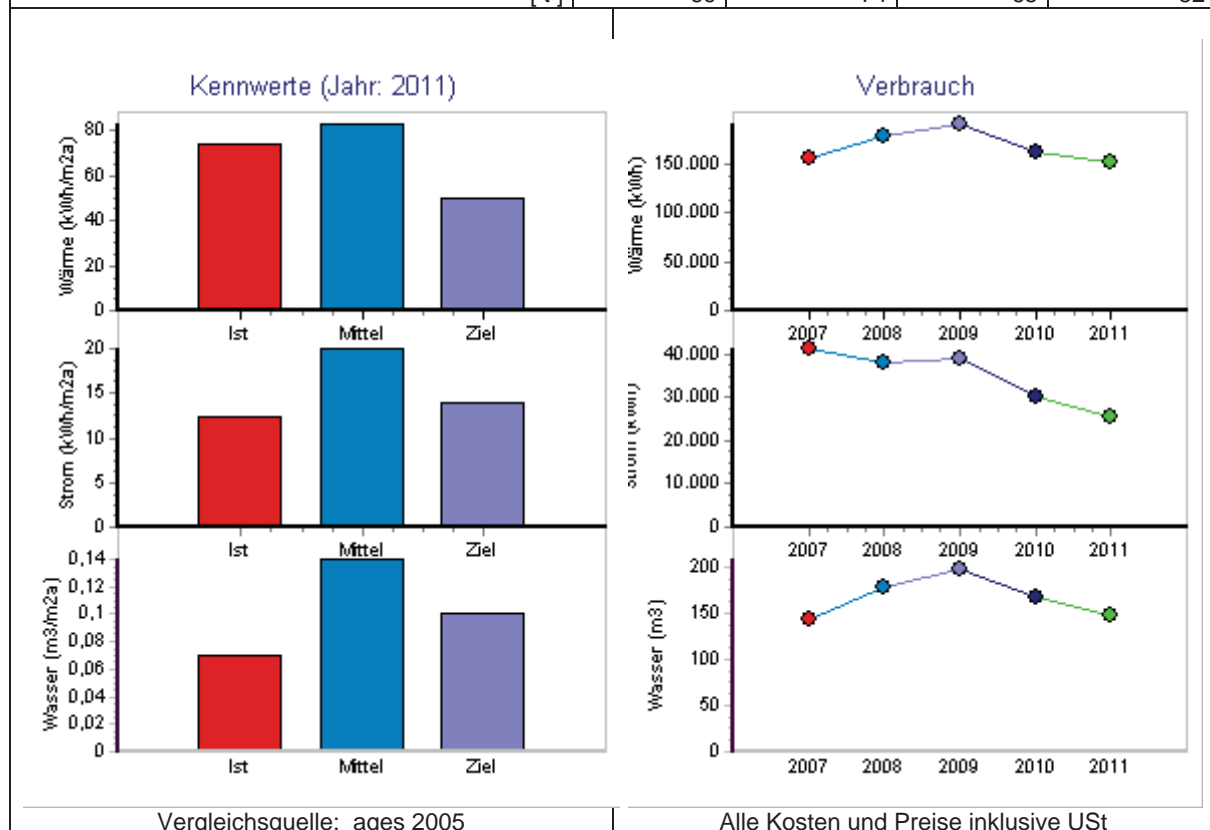 Kennwerte (Jahr: 2011)
Wärme (kWh/m2a)
80
60
40
20
0
Ist Mittel Ziel
Strom (kWh/m2a)
20
15
10
5
0
Ist Mittel Ziel
Wasser (m3/m2a)
0,14
0,12
0,1
0,08
0,06
0,04
0,02
0
Ist Mittel Ziel
Vergleichsquelle: ages 2005
Verbrauch
Wärme (kWh)
150.000
100.000
50.000
0
2007 2008 2009 2010 2011
Strom (kWh)
40.000
30.000
20.000
10.000
0
2007 2008 2009 2010 2011
Wasser (m3)
200
150
100
50
0
2007 2008 2009 2010 2011
Alle Kosten und Preise inklusive USt